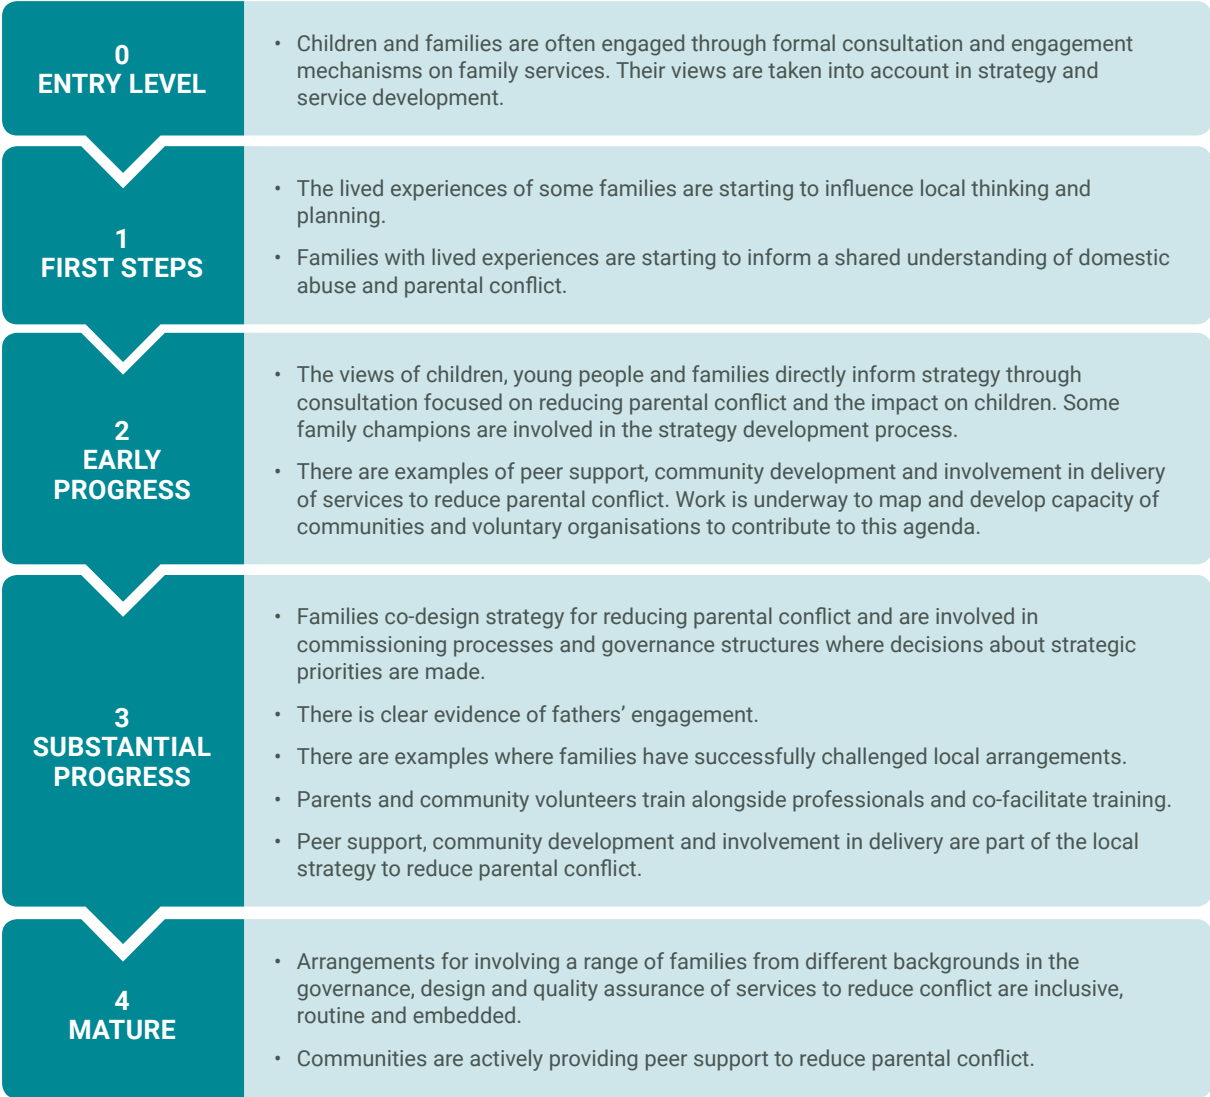 0
ENTRY LEVEL
• Children and families are often engaged through formal consultation and engagement
mechanisms on family services. Their views are taken into account in strategy and
service development.
1
FIRST STEPS
• The lived experiences of some families are starting to influence local thinking and
planning.
• Families with lived experiences are starting to inform a shared understanding of domestic
abuse and parental conflict.
2
EARLY
PROGRESS
• The views of children, young people and families directly inform strategy through
consultation focused on reducing parental conflict and the impact on children. Some
family champions are involved in the strategy development process.
• There are examples of peer support, community development and involvement in delivery
of services to reduce parental conflict. Work is underway to map and develop capacity of
communities and voluntary organisations to contribute to this agenda.
3
SUBSTANTIAL
PROGRESS
• Families co-design strategy for reducing parental conflict and are involved in
commissioning processes and governance structures where decisions about strategic
priorities are made.
• There is clear evidence of fathers’ engagement.
• There are examples where families have successfully challenged local arrangements.
• Parents and community volunteers train alongside professionals and co-facilitate training.
• Peer support, community development and involvement in delivery are part of the local
strategy to reduce parental conflict.
4
MATURE
• Arrangements for involving a range of families from different backgrounds in the
governance, design and quality assurance of services to reduce conflict are inclusive,
routine and embedded.
• Communities are actively providing peer support to reduce parental conflict.